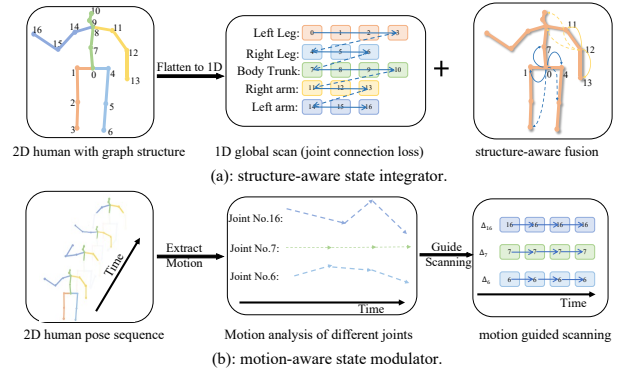 10
9
8
16 15 14 11
12
7
13
1 0 4
2 5
3 6
Flatten to 1D
Left Leg: 0 1 2 3
Right Leg: 4 5 6
Body Trunk: 7 8 9 10
Right arm: 11 12 13
Left arm: 14 15 16
+
11
12
13
0 4
2D human with graph structure
1D global scan (joint connection loss)
structure-aware fusion
(a): structure-aware state integrator.
Time
Extract
Motion
Joint No.16:
Joint No.7:
Joint No.6:
Time
Guide
Scanning
Δ16 16 16 16 16
Δ7 7 7 7 7
Δ6 6 6 6 6
Time
2D human pose sequence
Motion analysis of different joints
motion guided scanning
(b): motion-aware state modulator.